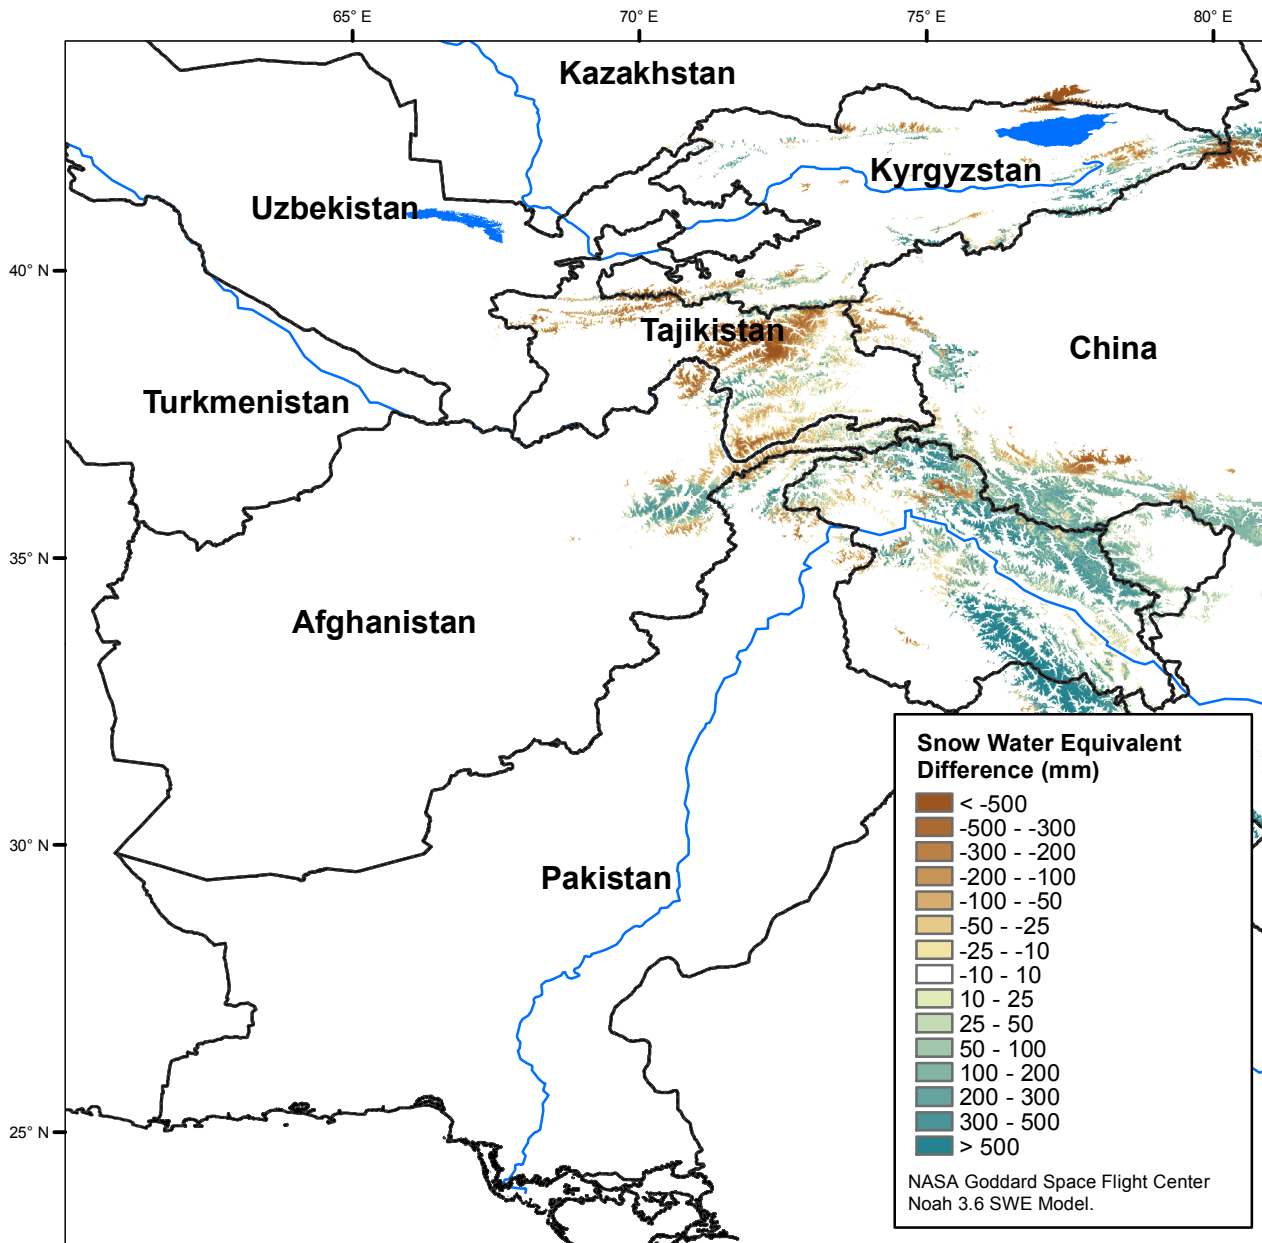 65° E
70° E
75° E
80° E
Kazakhstan
Kyrgyzstan
Uzbekistan
40° N
Tajikistan
China
Turkmenistan
35° N
Afghanistan
Snow Water Equivalent
Difference (mm)
< -500
-500 - -300
-300 - -200
-200 - -100
-100 - -50
-50 - -25
-25 - -10
-10 - 10
10 - 25
25 - 50
50 - 100
100 - 200
200 - 300
300 - 500
> 500
NASA Goddard Space Flight Center
Noah 3.6 SWE Model.
30° N
Pakistan
25° N